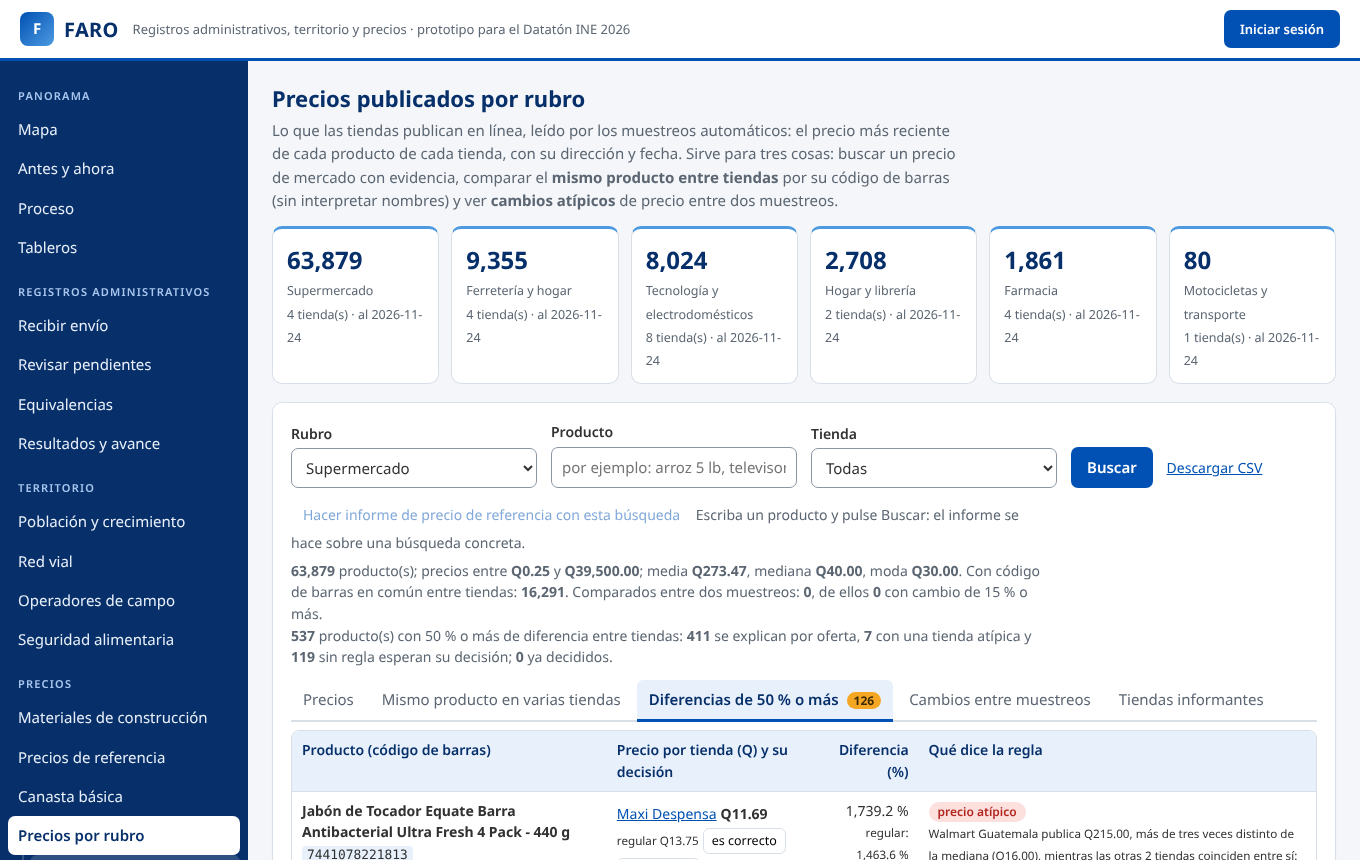 F FARO Registros administrativos, territorio y precios · prototipo para el Datatón INE 2026 Iniciar sesión
PANORAMA
Mapa
Antes y ahora
Proceso
Tableros
REGISTROS ADMINISTRATIVOS
Recibir envío
Revisar pendientes
Equivalencias
Resultados y avance
TERRITORIO
Población y crecimiento
Red vial
Operadores de campo
Seguridad alimentaria
PRECIOS
Materiales de construcción
Precios de referencia
Canasta básica
Precios por rubro
Precios publicados por rubro
Lo que las tiendas publican en línea, leído por los muestreos automáticos: el precio más reciente
de cada producto de cada tienda, con su dirección y fecha. Sirve para tres cosas: buscar un precio
de mercado con evidencia, comparar el mismo producto entre tiendas por su código de barras
(sin interpretar nombres) y ver cambios atípicos de precio entre dos muestreos.
63,879
Supermercado
4 tienda(s) · al 2026-11-
24
9,355
Ferretería y hogar
4 tienda(s) · al 2026-11-
24
8,024
Tecnología y
electrodomésticos
8 tienda(s) · al 2026-11-
24
2,708
Hogar y librería
2 tienda(s) · al 2026-11-
24
1,861
Farmacia
4 tienda(s) · al 2026-11-
24
80
Motocicletas y
transporte
1 tienda(s) · al 2026-11-
24
Rubro
Supermercado
Producto
por ejemplo: arroz 5 lb, televisor
Tienda
Todas
Buscar
Descargar CSV
Hacer informe de precio de referencia con esta búsqueda Escriba un producto y pulse Buscar: el informe se
hace sobre una búsqueda concreta.
63,879 producto(s); precios entre Q0.25 y Q39,500.00; media Q273.47, mediana Q40.00, moda Q30.00. Con código
de barras en común entre tiendas: 16,291. Comparados entre dos muestreos: 0, de ellos 0 con cambio de 15 % o
más.
537 producto(s) con 50 % o más de diferencia entre tiendas: 411 se explican por oferta, 7 con una tienda atípica y
119 sin regla esperan su decisión; 0 ya decididos.
Precios Mismo producto en varias tiendas Diferencias de 50 % o más 126 Cambios entre muestreos Tiendas informantes
Producto (código de barras)
Precio por tienda (Q) y su
decisión
Diferencia
(%)
Qué dice la regla
Jabón de Tocador Equate Barra
Antibacterial Ultra Fresh 4 Pack - 440 g
7441078221813
Maxi Despensa Q11.69
regular Q13.75 es correcto
1,739.2 %
regular:
1,463.6 %
precio atípico
Walmart Guatemala publica Q215.00, más de tres veces distinto de
la mediana (Q16.00), mientras las otras 2 tiendas coinciden entre sí: